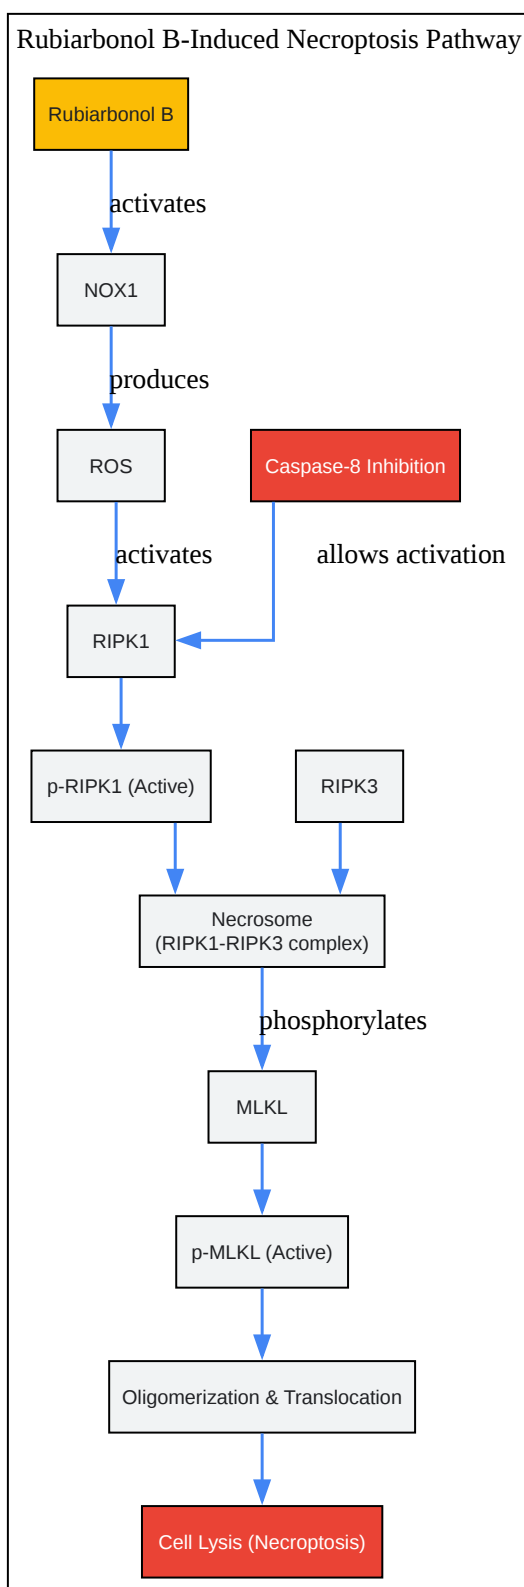 Rubiarbonol B-Induced Necroptosis Pathway
Rubiarbonol B
activates
NOX1
produces
ROS
Caspase-8 Inhibition
activates
allows activation
RIPK1
p-RIPK1 (Active)
RIPK3
Necrosome
(RIPK1-RIPK3 complex)
phosphorylates
MLKL
p-MLKL (Active)
Oligomerization & Translocation
Cell Lysis (Necroptosis)